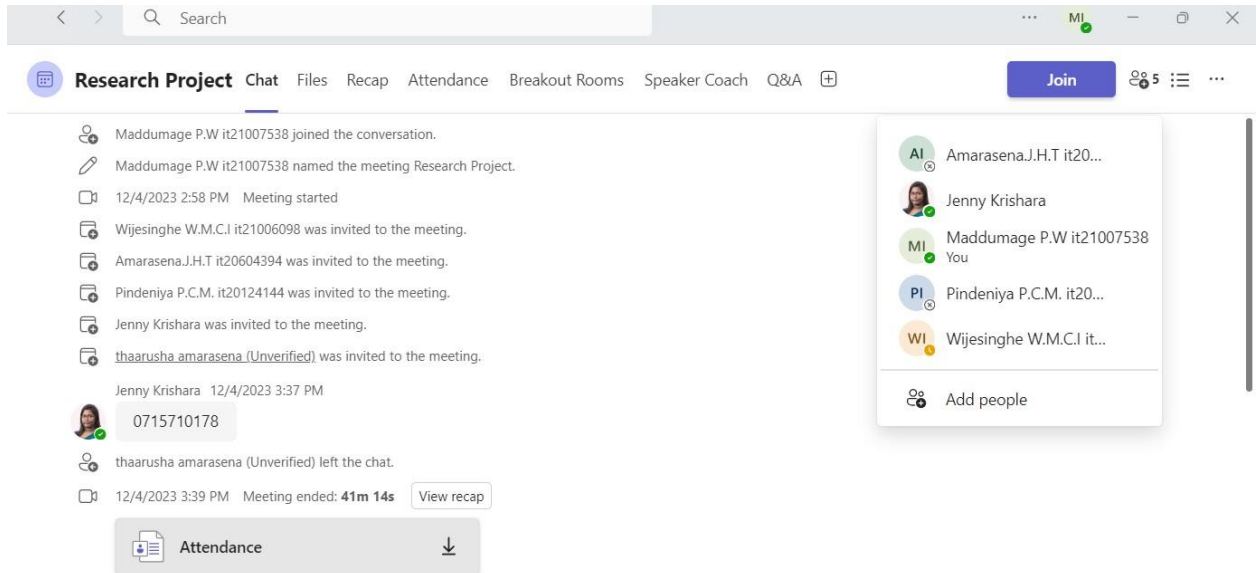 Search
MI
Research Project Chat Files Recap Attendance Breakout Rooms Speaker Coach Q&A Join 5
Maddumage P.W it21007538 joined the conversation.
Maddumage P.W it21007538 named the meeting Research Project.
12/4/2023 2:58 PM Meeting started
Wijesinghe W.M.C.I it21006098 was invited to the meeting.
Amarasena.J.H.T it20604394 was invited to the meeting.
Pindeniya P.C.M. it20124144 was invited to the meeting.
Jenny Krishara was invited to the meeting.
thaarusha amarasena (Unverified) was invited to the meeting.
Jenny Krishara 12/4/2023 3:37 PM
0715710178
thaarusha amarasena (Unverified) left the chat.
12/4/2023 3:39 PM Meeting ended: 41m 14s View recap
Attendance
AI Amarasena.J.H.T it20...
Jenny Krishara
MI Maddumage P.W it21007538
You
PI Pindeniya P.C.M. it20...
WI Wijesinghe W.M.C.I it...
Add people